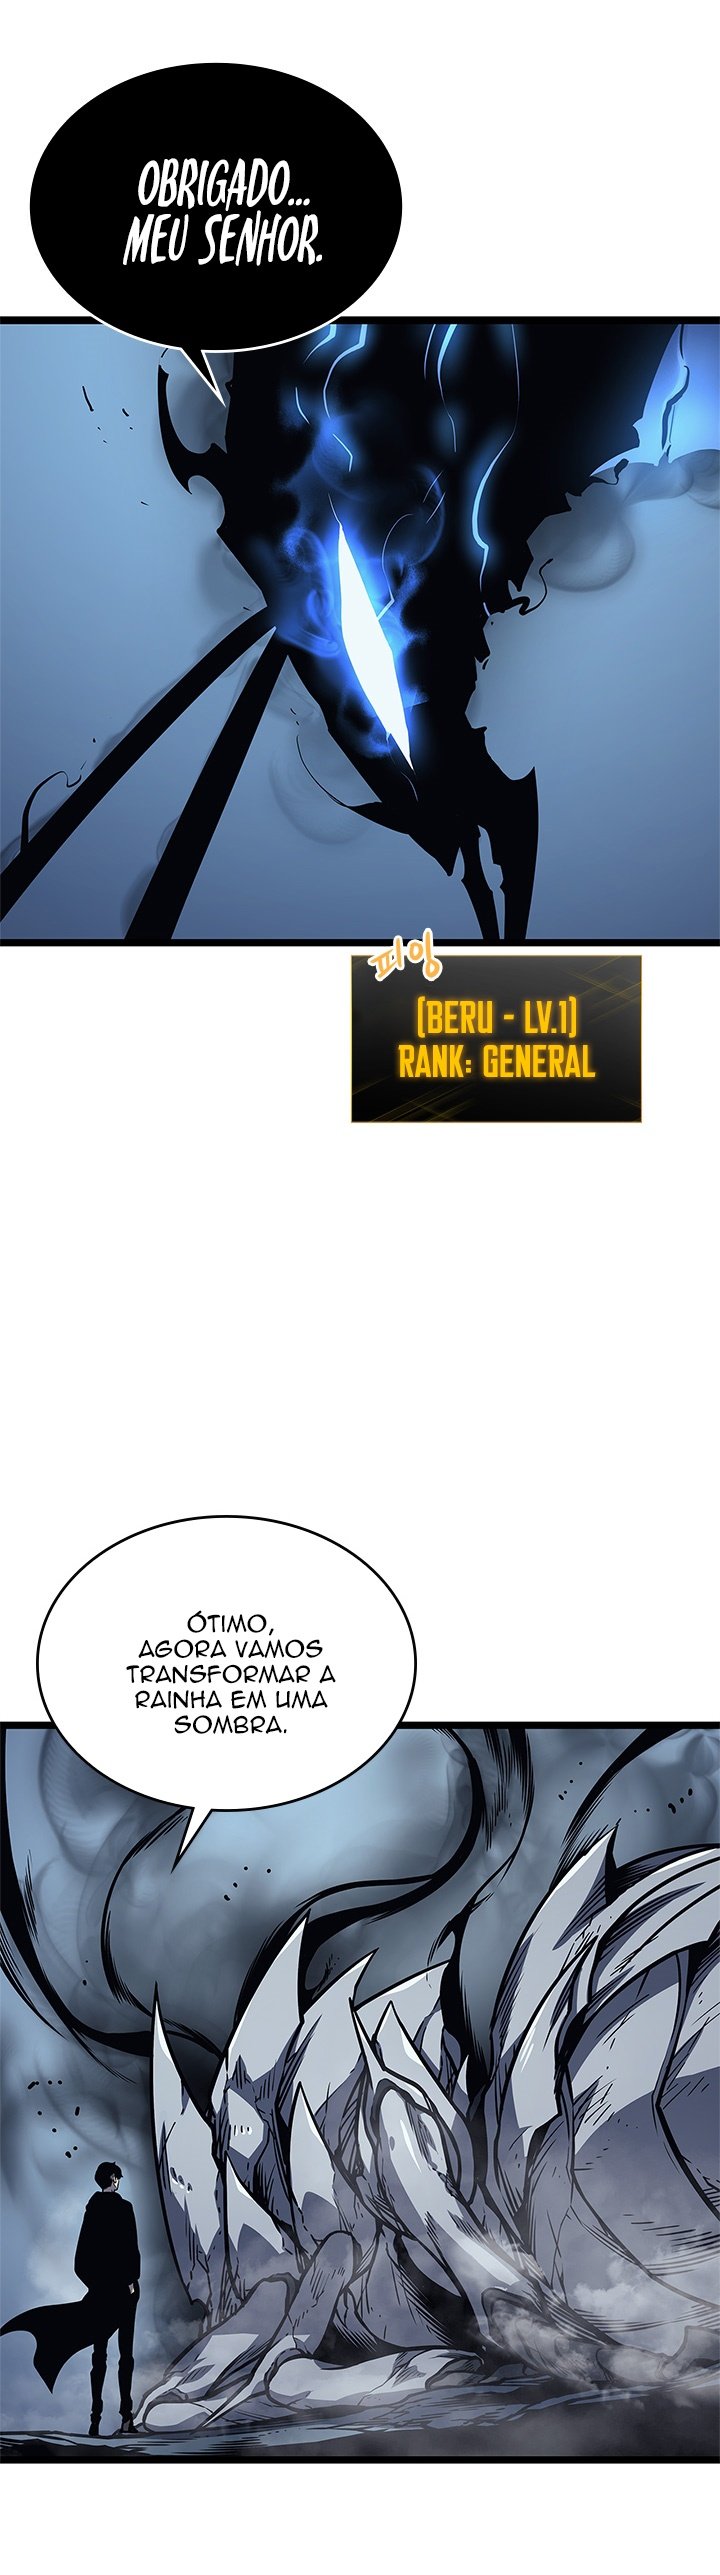 OBRIGADO...
MEU SENHOR.
피잉
[BERU - LV.1]
RANK: GENERAL
ÓTIMO,
AGORA VAMOS
TRANSFORMAR A
RAINHA EM UMA
SOMBRA.